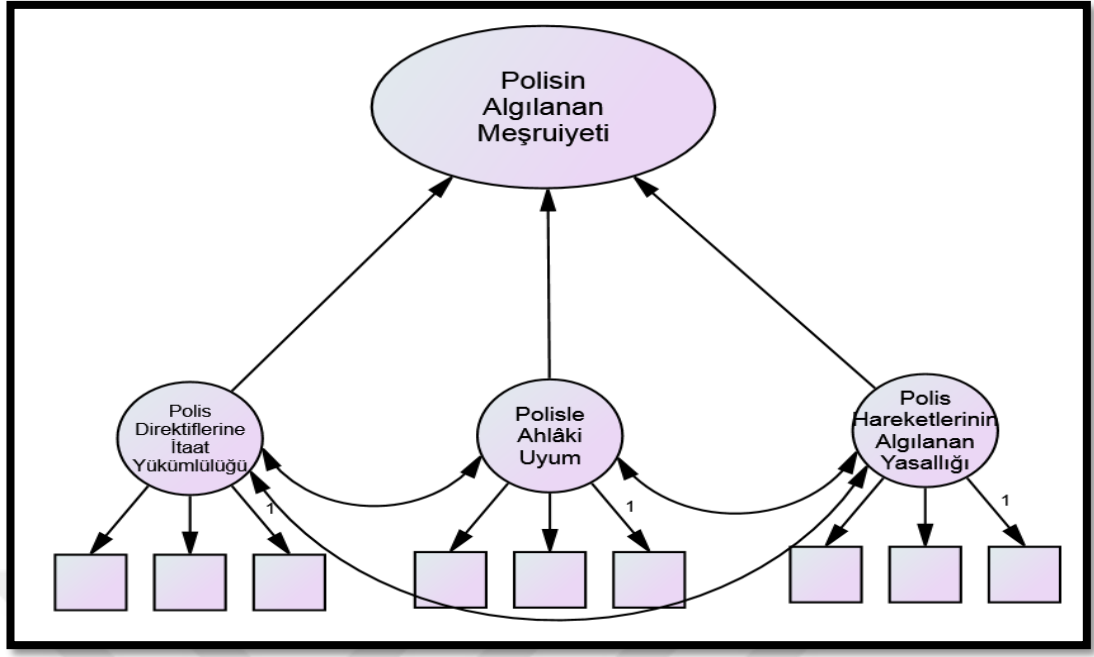 Polisin
Algılanan
Meşruiyeti
Polis
Direktiflerine
İtaat
Yükümlülüğü
Polisle
Ahlâki
Uyum
Polis
Hareketlerinin
Algılanan
Yasallığı
1
1
1